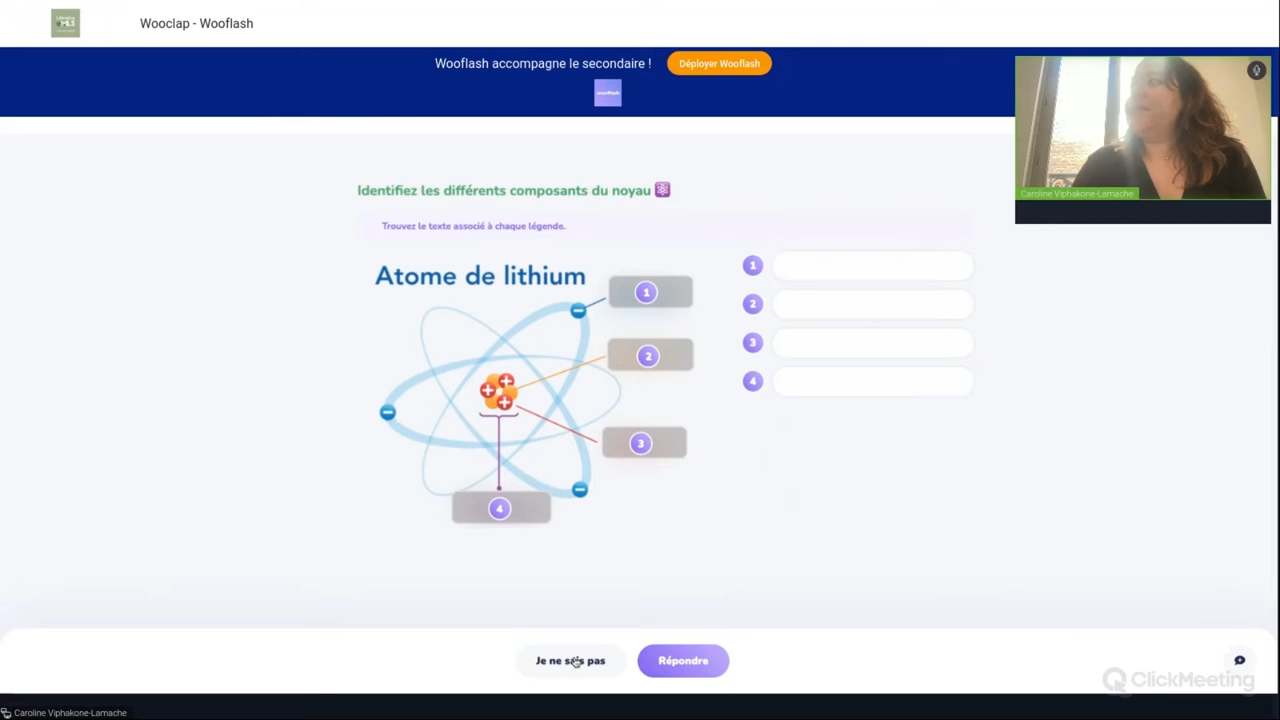 Wooclap - Wooflash
Wooflash accompagne le secondaire !
Déployer Wooflash
wooflash
Caroline Viphakone-Lamache
Identifiez les différents composants du noyau
Trouvez le texte associé à chaque légende.
Atome de lithium
1
2
3
4
1
2
3
4
Je ne sais pas
Répondre
ClickMeeting
Caroline Viphakone-Lamache